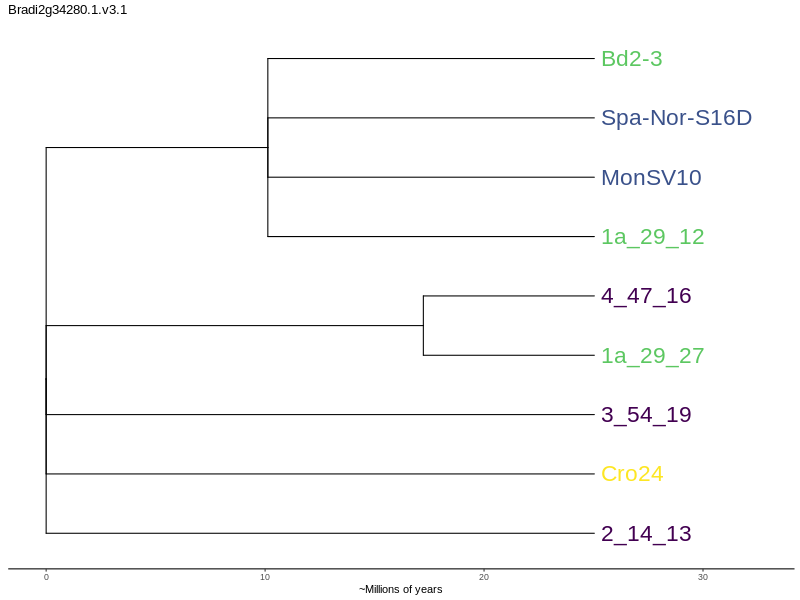 Bradi2g34280.1.v3.1
Bd2-3
Spa-Nor-S16D
MonSV10
1a_29_12
4_47_16
1a_29_27
3_54_19
Cro24
2_14_13
0 10 20 30
~Millions of years